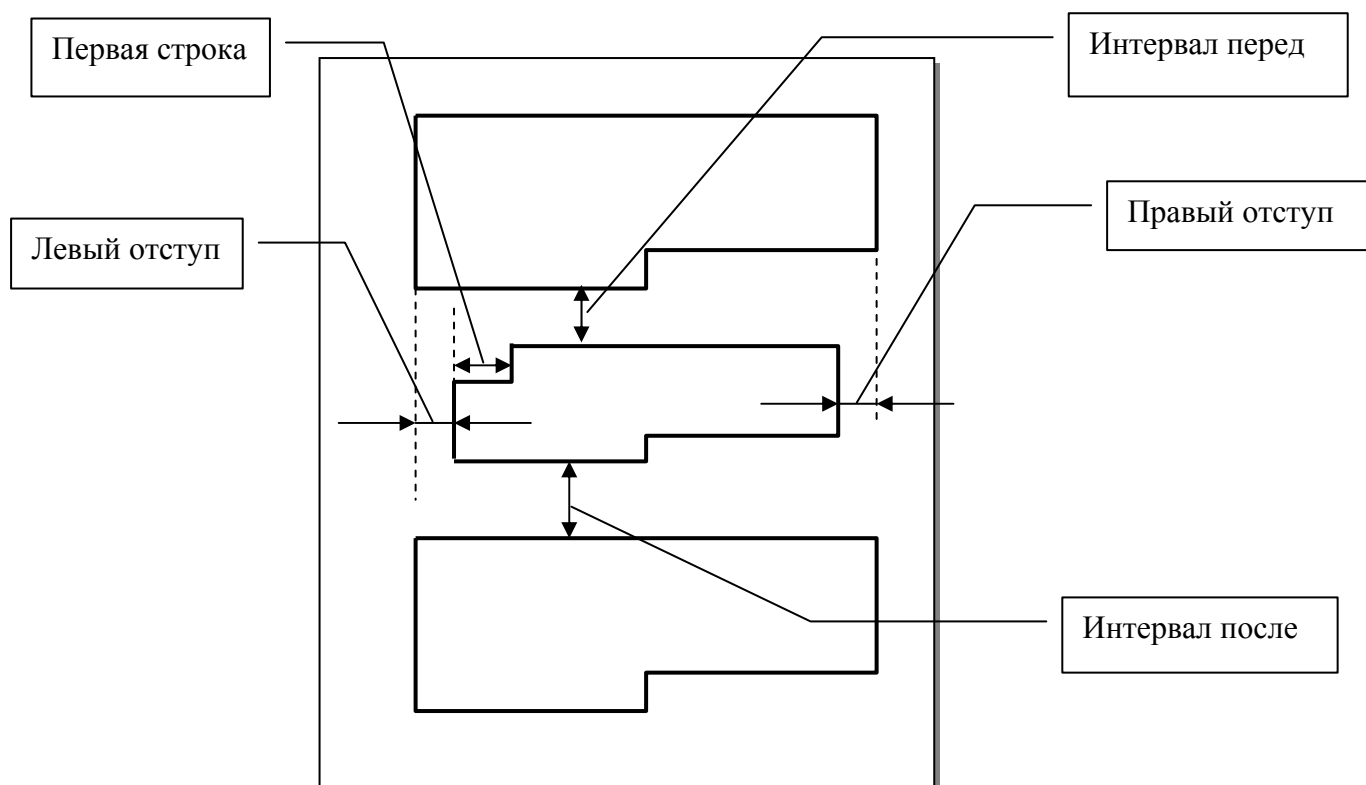 Первая строка
Интервал перед
Левый отступ
Правый отступ
Интервал после